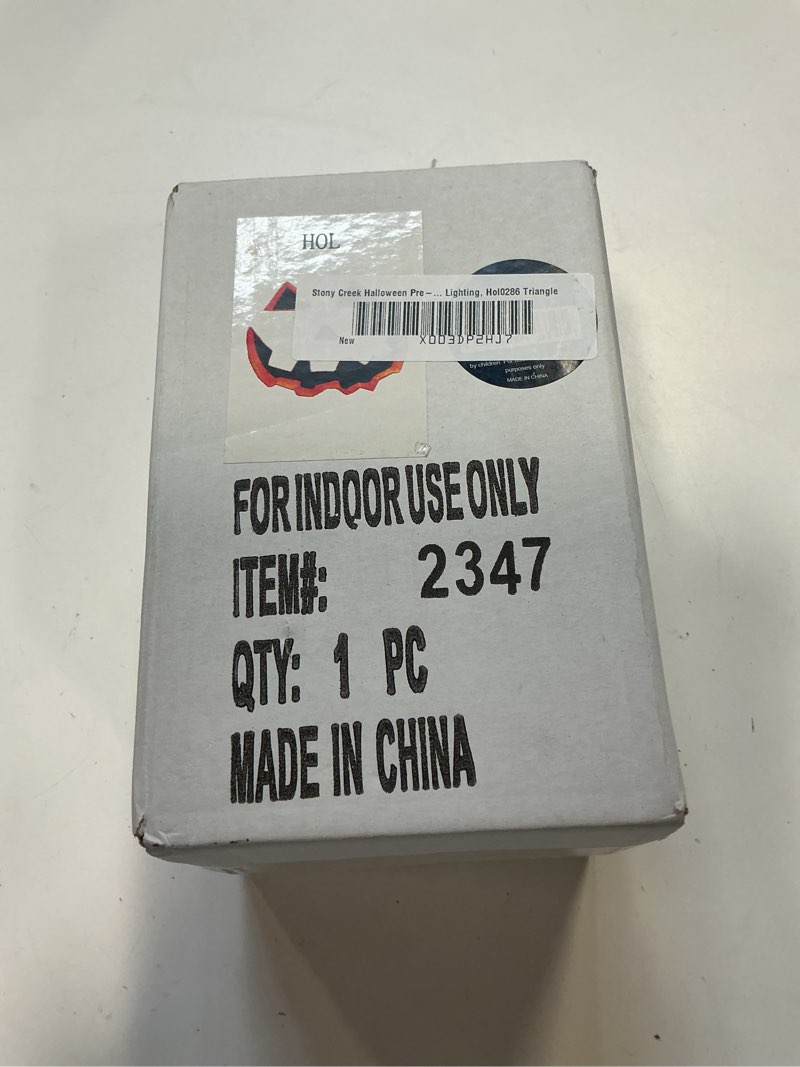 HOL
Stony Creek Halloween Pre-... Lighting, Hol0286 Triangle
New
X003DP2HJ7
by children For
purposes only
MADE IN CHINA
FOR INDOOR USE ONLY
ITEM#: 2347
QTY: 1 PC
MADE IN CHINA